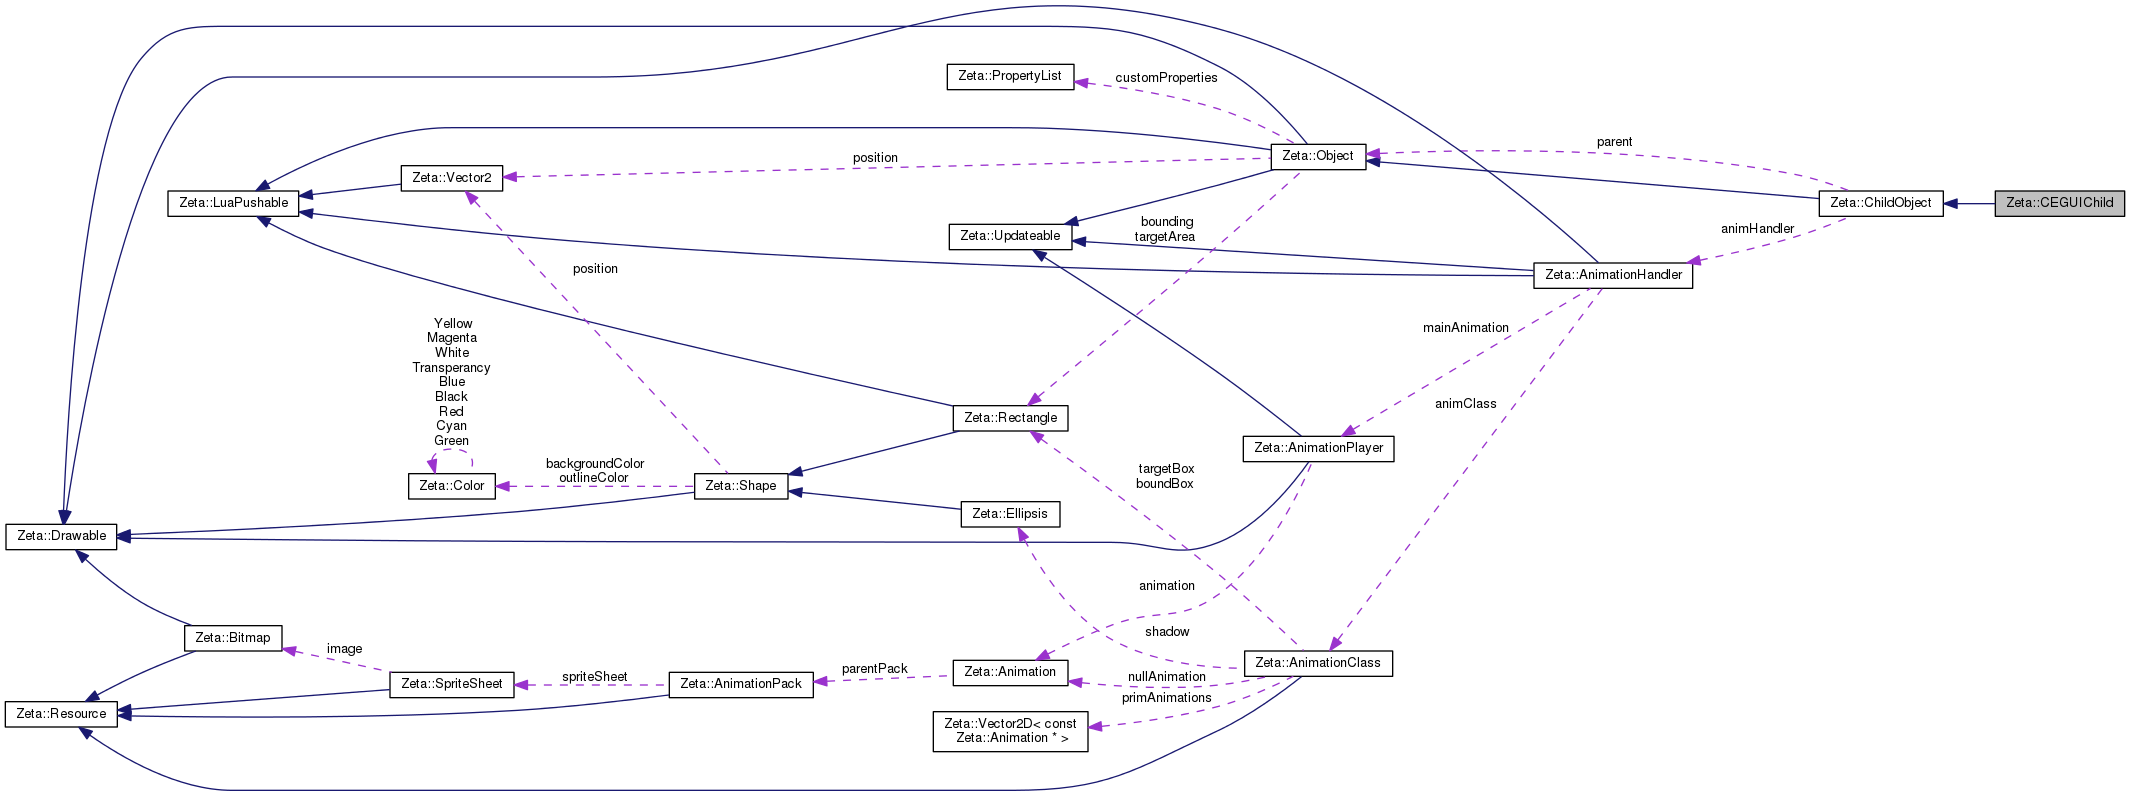 Zeta::PropertyList
customProperties
Zeta::Object
parent
position
Zeta::Vector2
Zeta::LuaPushable
Zeta::ChildObject
Zeta::CEGUIChild
bounding
targetArea
Zeta::Updateable
animHandler
position
Zeta::AnimationHandler
Yellow
Magenta
White
Transperancy
Blue
Black
Red
Cyan
Green
mainAnimation
animClass
Zeta::Rectangle
Zeta::AnimationPlayer
backgroundColor
outlineColor
targetBox
boundBox
Zeta::Color
Zeta::Shape
Zeta::Ellipsis
Zeta::Drawable
animation
shadow
Zeta::Bitmap
image
Zeta::SpriteSheet
spriteSheet
Zeta::AnimationPack
parentPack
Zeta::Animation
nullAnimation
primAnimations
Zeta::AnimationClass
Zeta::Resource
Zeta::Vector2D< const
Zeta::Animation * >